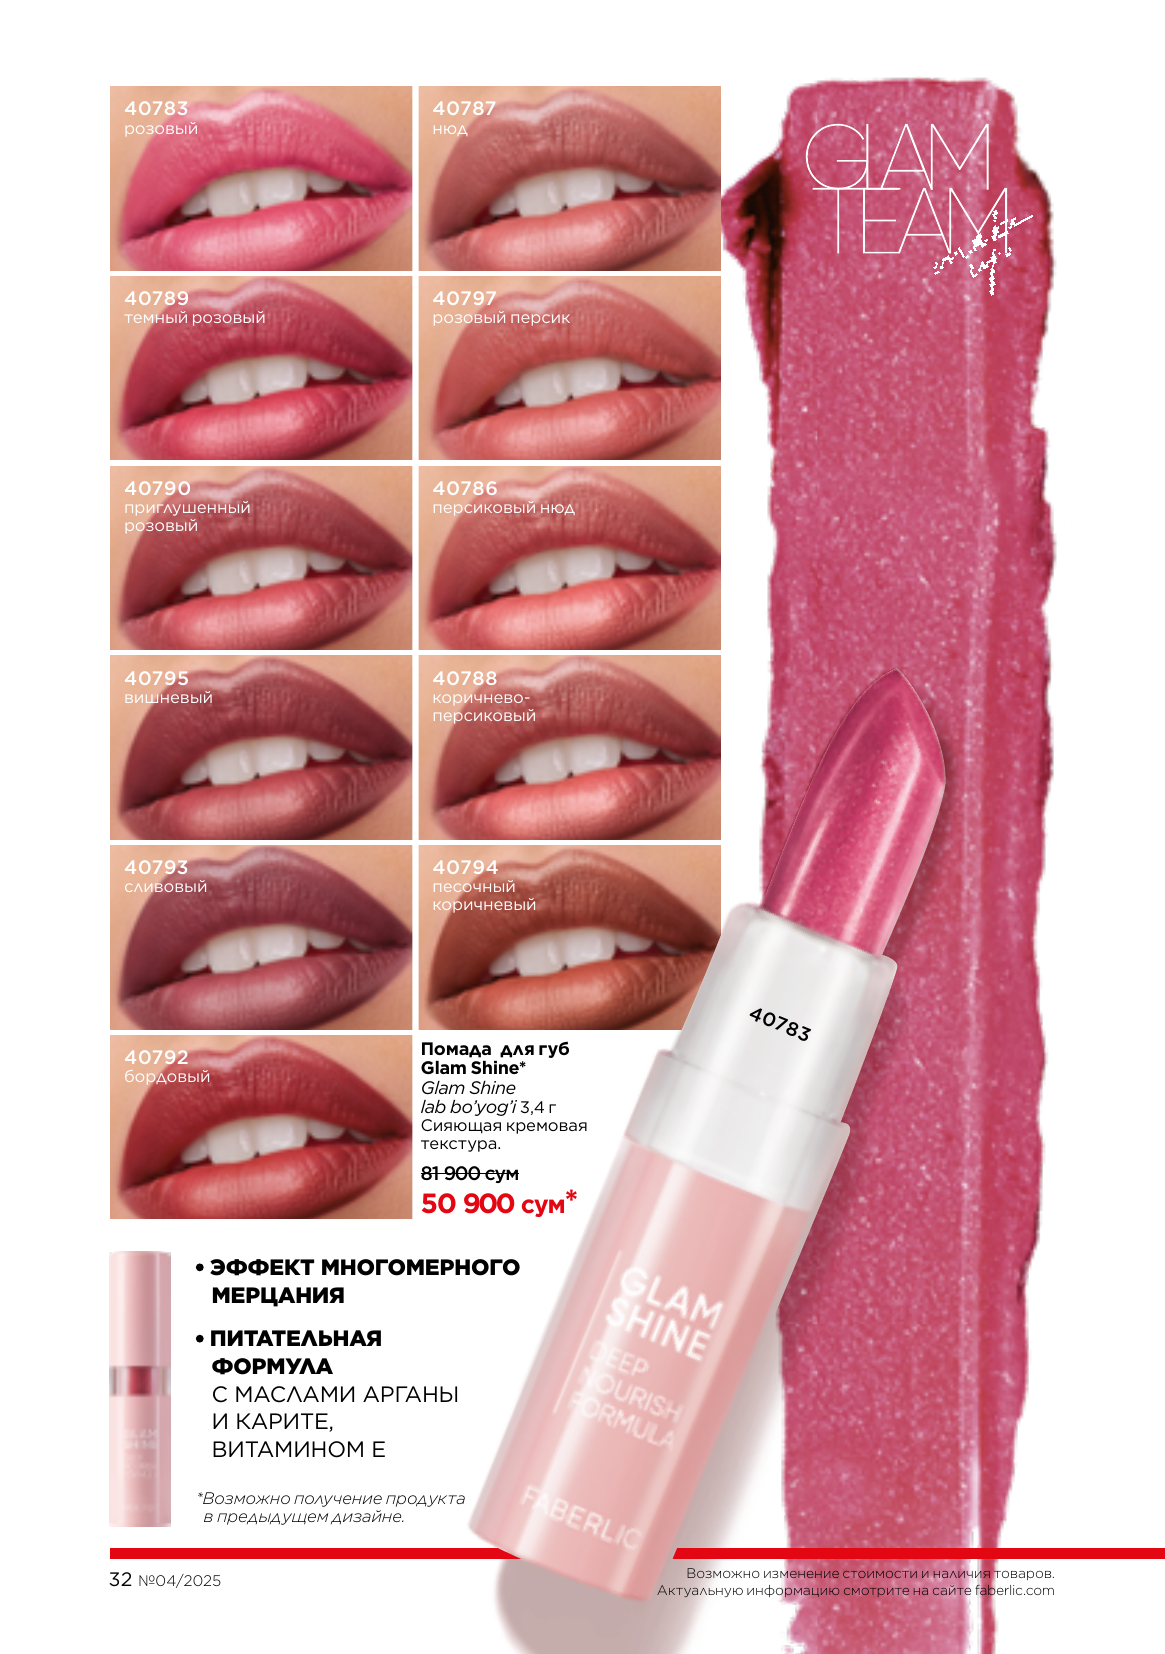 GLAM
TEAM
40783
розовый
40787
нюд
40789
темный розовый
40797
розовый персик
40790
приглушенный
розовый
40786
персиковый нюд
40795
вишневый
40788
коричнево-
персиковый
40793
сливовый
40794
песочный
коричневый
40792
бордовый
Помада для губ
Glam Shine*
Glam Shine
lab bo'yog'i 3,4 г
Сияющая кремовая
текстура.
81 900 сум
50 900 сум*
40783
GLAM
SHINE
DEEP
NOURISH
FORMULA
FABERLIC
• ЭФФЕКТ МНОГОМЕРНОГО
МЕРЦАНИЯ
• ПИТАТЕЛЬНАЯ
ФОРМУЛА
С МАСЛАМИ АРГАНЫ
И КАРИТЕ,
ВИТАМИНОМ Е
*Возможно получение продукта
в предыдущем дизайне.
32 №04/2025
Возможно изменение стоимости и наличия товаров.
Актуальную информацию смотрите на сайте faberlic.com